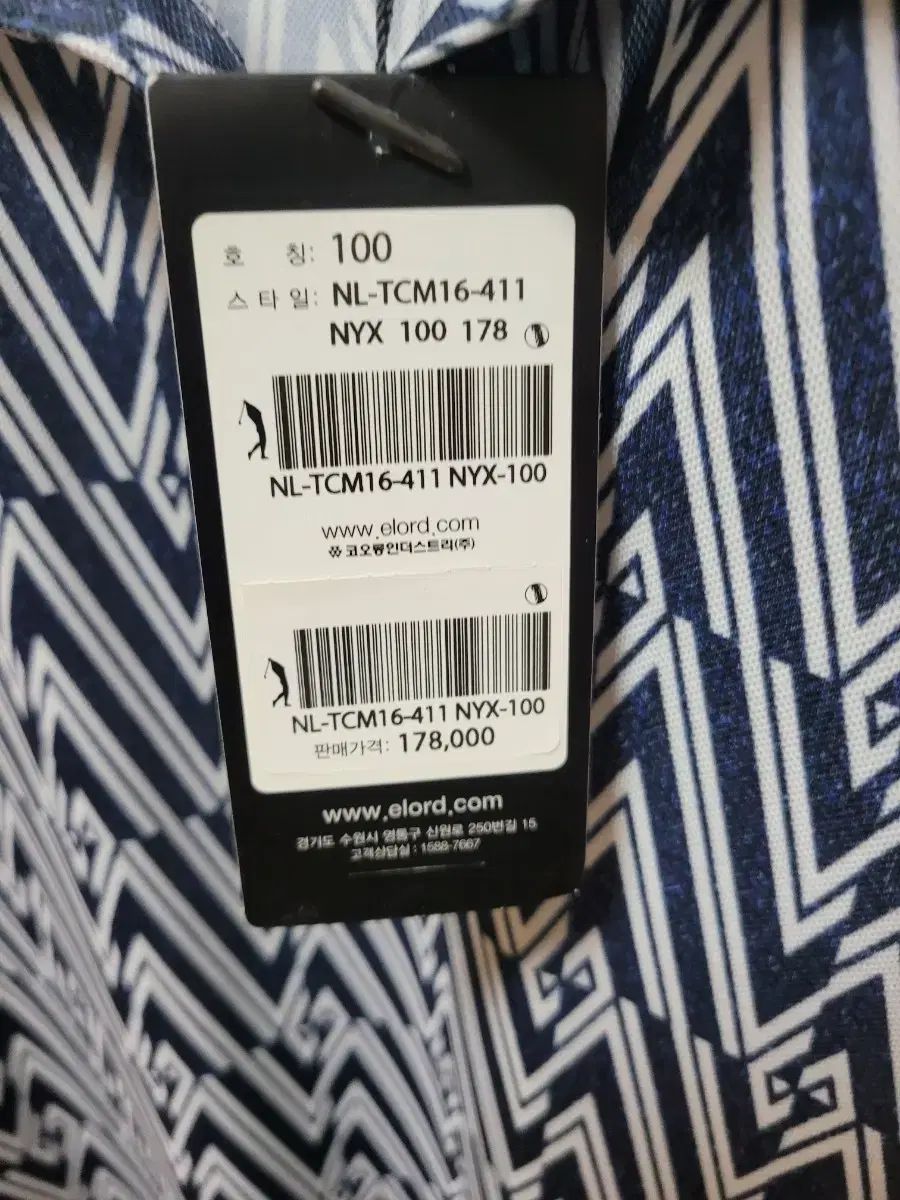 호 칭: 100
스타일: NL-TCM16-411
NYX 100 178
NL-TCM16-411 NYX-100
www.elord.com
코오롱인더스트리(주)
NL-TCM16-411 NYX-100
판매가격: 178,000
www.elord.com
경기도 수원시 영통구 신원로 250번길 15
고객상담실 : 1588-7667